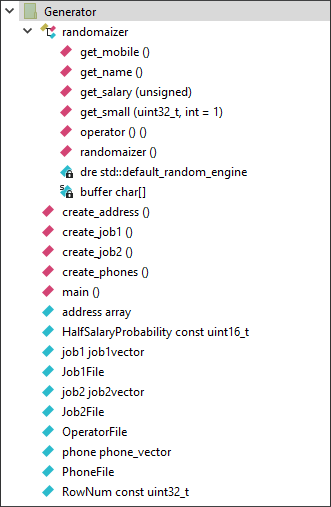 Generator
randomaizer
get_mobile ()
get_name ()
get_salary (unsigned)
get_small (uint32_t, int = 1)
operator () ()
randomaizer ()
dre std::default_random_engine
S buffer char[]
create_address ()
create_job1 ()
create_job2 ()
create_phones ()
main ()
address array
HalfSalaryProbability const uint16_t
job1 job1vector
Job1File
job2 job2vector
Job2File
OperatorFile
phone phone_vector
PhoneFile
RowNum const uint32_t